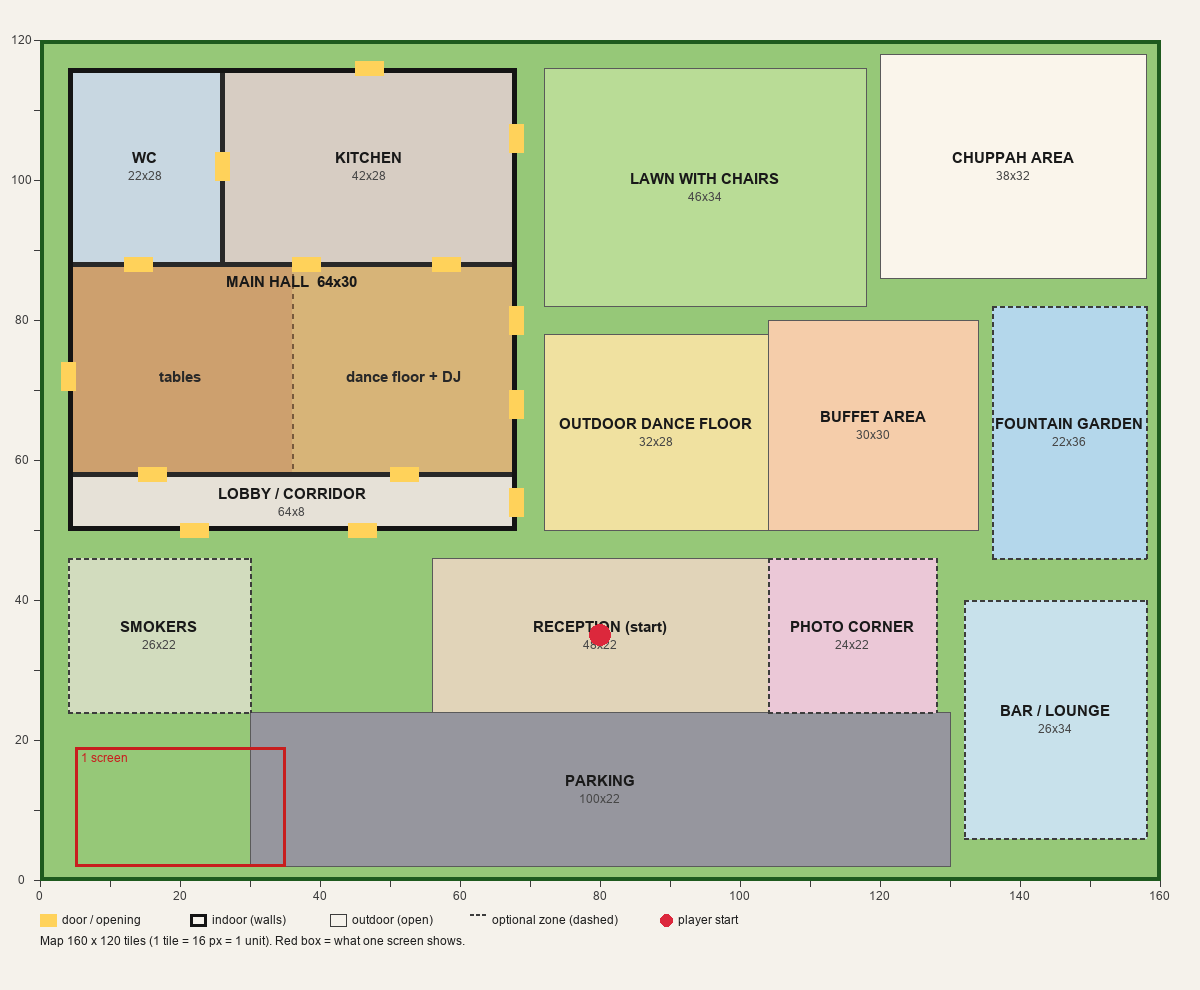 120
100
80
60
40
20
0
WC
22x28
KITCHEN
42x28
LAWN WITH CHAIRS
46x34
CHUPPAH AREA
38x32
MAIN HALL  64x30
tables
dance floor + DJ
OUTDOOR DANCE FLOOR
32x28
BUFFET AREA
30x30
FOUNTAIN GARDEN
22x36
LOBBY / CORRIDOR
64x8
SMOKERS
26x22
RECEPTION (start)
48x22
PHOTO CORNER
24x22
BAR / LOUNGE
26x34
1 screen
PARKING
100x22
0 20 40 60 80 100 120 140 160
door / opening
indoor (walls)
outdoor (open)
optional zone (dashed)
player start
Map 160 x 120 tiles (1 tile = 16 px = 1 unit). Red box = what one screen shows.